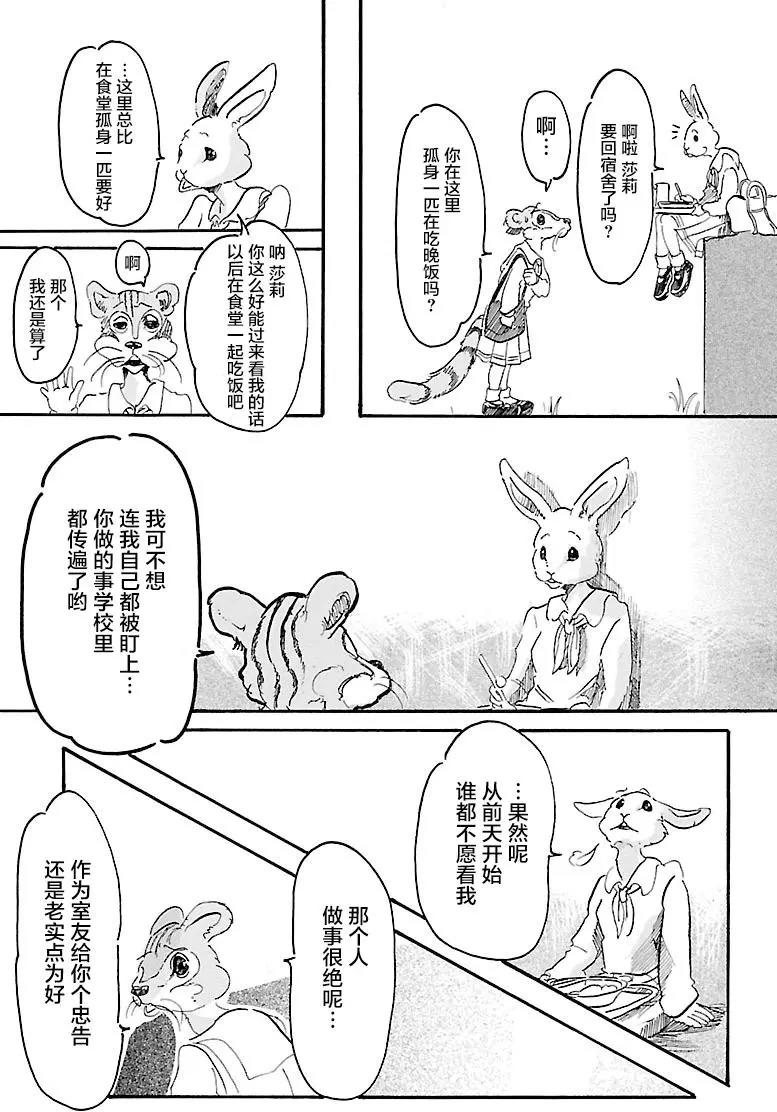 啊啦 莎莉
要回宿舍了吗？
啊…
你在这里
孤身一匹在吃晚饭吗？
…这里总比
在食堂孤身一匹要好
呐 莎莉
你这么好能过来看我的话
以后在食堂一起吃饭吧
啊
那个
我还是算了
我可不想
连我自己都被盯上…
你做的事学校里
都传遍了哟
…果然呢
从前天开始
谁都不愿看我
那个人
做事很绝呢…
作为室友给你个忠告
还是老实点为好